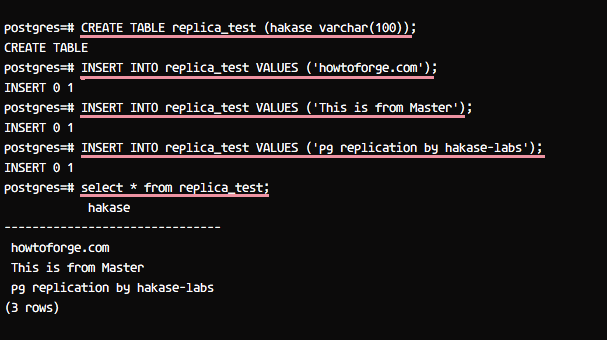 postgres=# CREATE TABLE replica_test (hakase varchar(100));
CREATE TABLE
postgres=# INSERT INTO replica_test VALUES ('howtoforge.com');
INSERT 0 1
postgres=# INSERT INTO replica_test VALUES ('This is from Master');
INSERT 0 1
postgres=# INSERT INTO replica_test VALUES ('pg replication by hakase-labs');
INSERT 0 1
postgres=# select * from replica_test;
            hakase
-------------------------------
 howtoforge.com
 This is from Master
 pg replication by hakase-labs
(3 rows)